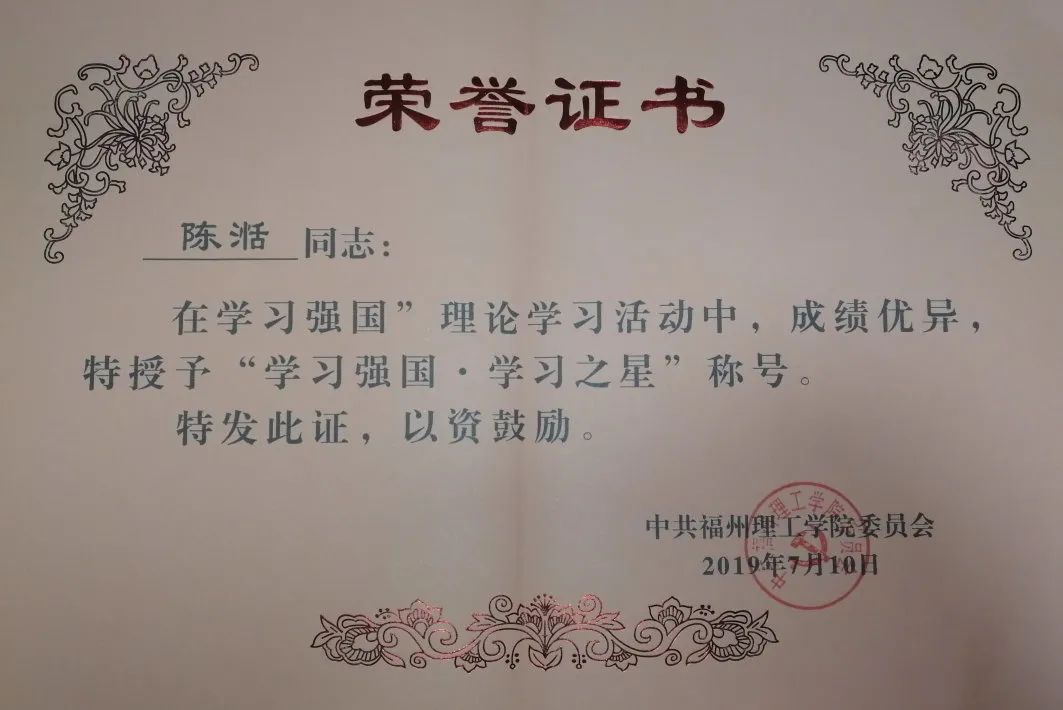 荣誉证书
陈湉 同志：
在学习强国”理论学习活动中，成绩优异，
特授予“学习强国·学习之星”称号。
特发此证，以资鼓励。
中共福州理工学院委员会
2019年7月10日